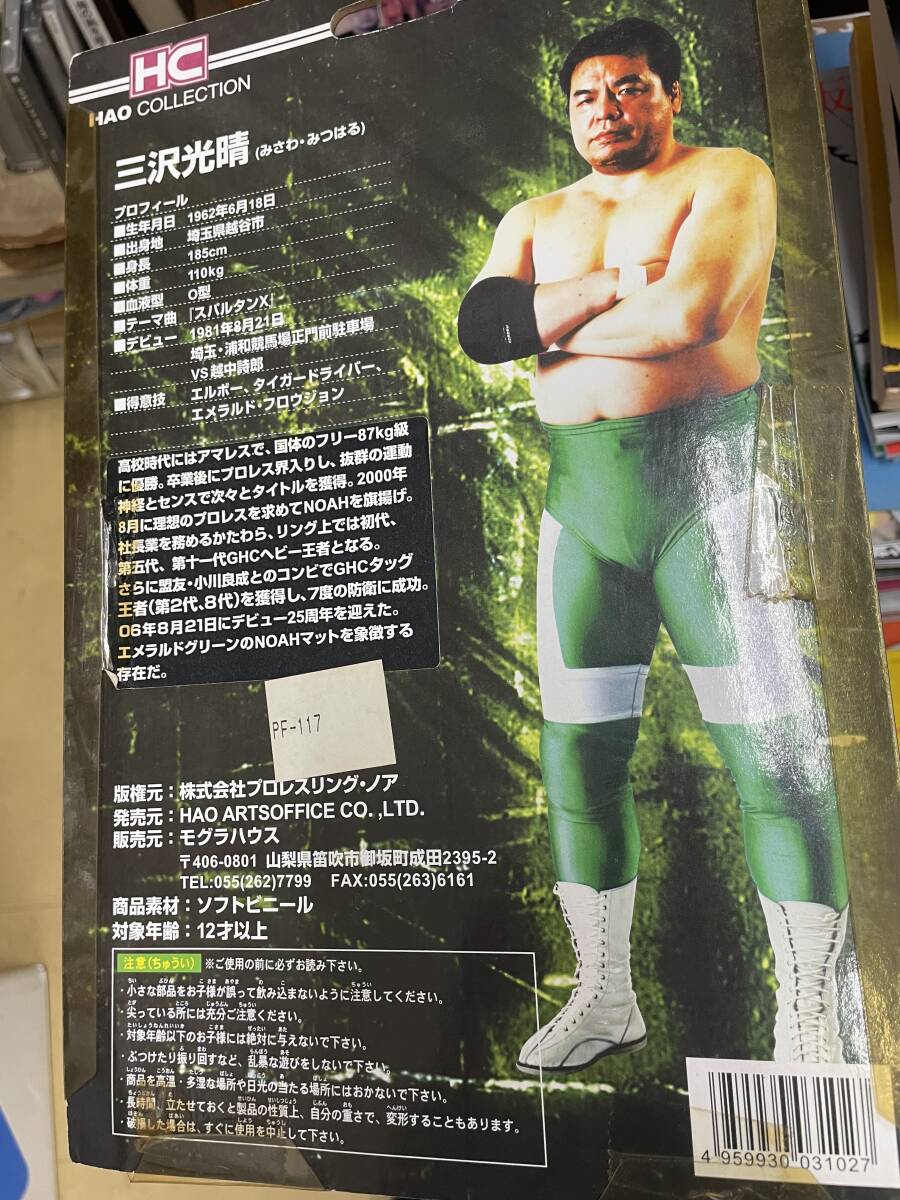 HC
HAO COLLECTION
三沢光晴 (みさわ・みつはる)
プロフィール
■生年月日 1962年6月18日
■出身地 埼玉県越谷市
■身長 185cm
■体重 110kg
■血液型 O型
■テーマ曲 『スパルタンX』
■デビュー 1981年8月21日
埼玉・浦和競馬場正門前駐車場
VS 越中詩郎
■得意技 エルボー、タイガードライバー、
エメラルド・フロウジョン
高校時代にはアマレスで、国体のフリー87kg級
に優勝。卒業後にプロレス界入りし、抜群の運動
神経とセンスで次々とタイトルを獲得。2000年
8月に理想のプロレスを求めてNOAHを旗揚げ。
社長業を務めるかたわら、リング上では初代、
第五代、第十一代GHCヘビー王者となる。
さらに盟友・小川良成とのコンビでGHCタッグ
王者(第2代、8代)を獲得し、7度の防衛に成功。
06年8月21日にデビュー25周年を迎えた。
エメラルドグリーンのNOAHマットを象徴する
存在だ。
PF-117
版権元：株式会社プロレスリング・ノア
発売元：HAO ARTSOFFICE CO.,LTD.
販売元：モグラハウス
〒406-0801 山梨県笛吹市御坂町成田2395-2
TEL:055(262)7799 FAX:055(263)6161
商品素材：ソフトビニール
対象年齢：12才以上
注意(ちゅうい) ※ご使用の前に必ずお読み下さい。
・小さな部品をお子様が誤って飲み込まないように注意してください。
・尖っている所には充分ご注意ください。
・対象年齢以下のお子様には絶対に与えないで下さい。
・ぶつけたり振り回すなど、乱暴な遊びをしないで下さい。
・商品を高温・多湿な場所や日光の当たる場所にはおかないで下さい。
・長時間、立たせておくと製品の性質上、自分の重さで、変形することもあります。
・破損した場合は、すぐに使用を中止して下さい。
4 959930 031027